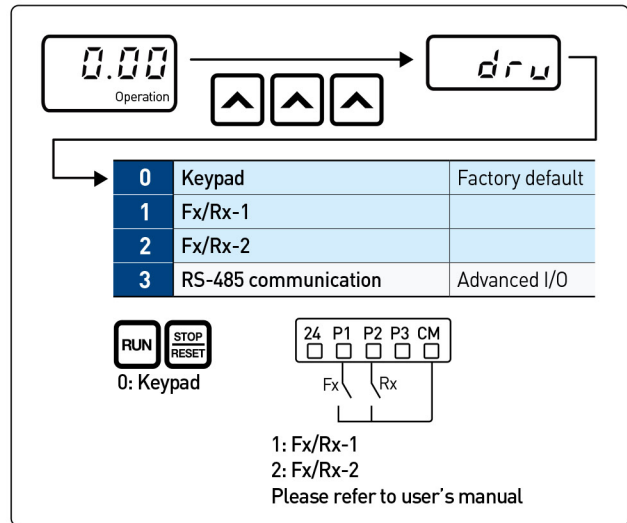 0.00
Operation
drv
0 Keypad Factory default
1 Fx/Rx-1
2 Fx/Rx-2
3 RS-485 communication Advanced I/O
RUN STOP RESET
0: Keypad
24 P1 P2 P3 CM
Fx Rx
1: Fx/Rx-1
2: Fx/Rx-2
Please refer to user's manual